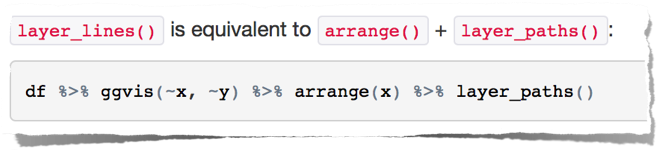 layer_lines() is equivalent to arrange() + layer_paths():
df %>% ggvis(~x, ~y) %>% arrange(x) %>% layer_paths()